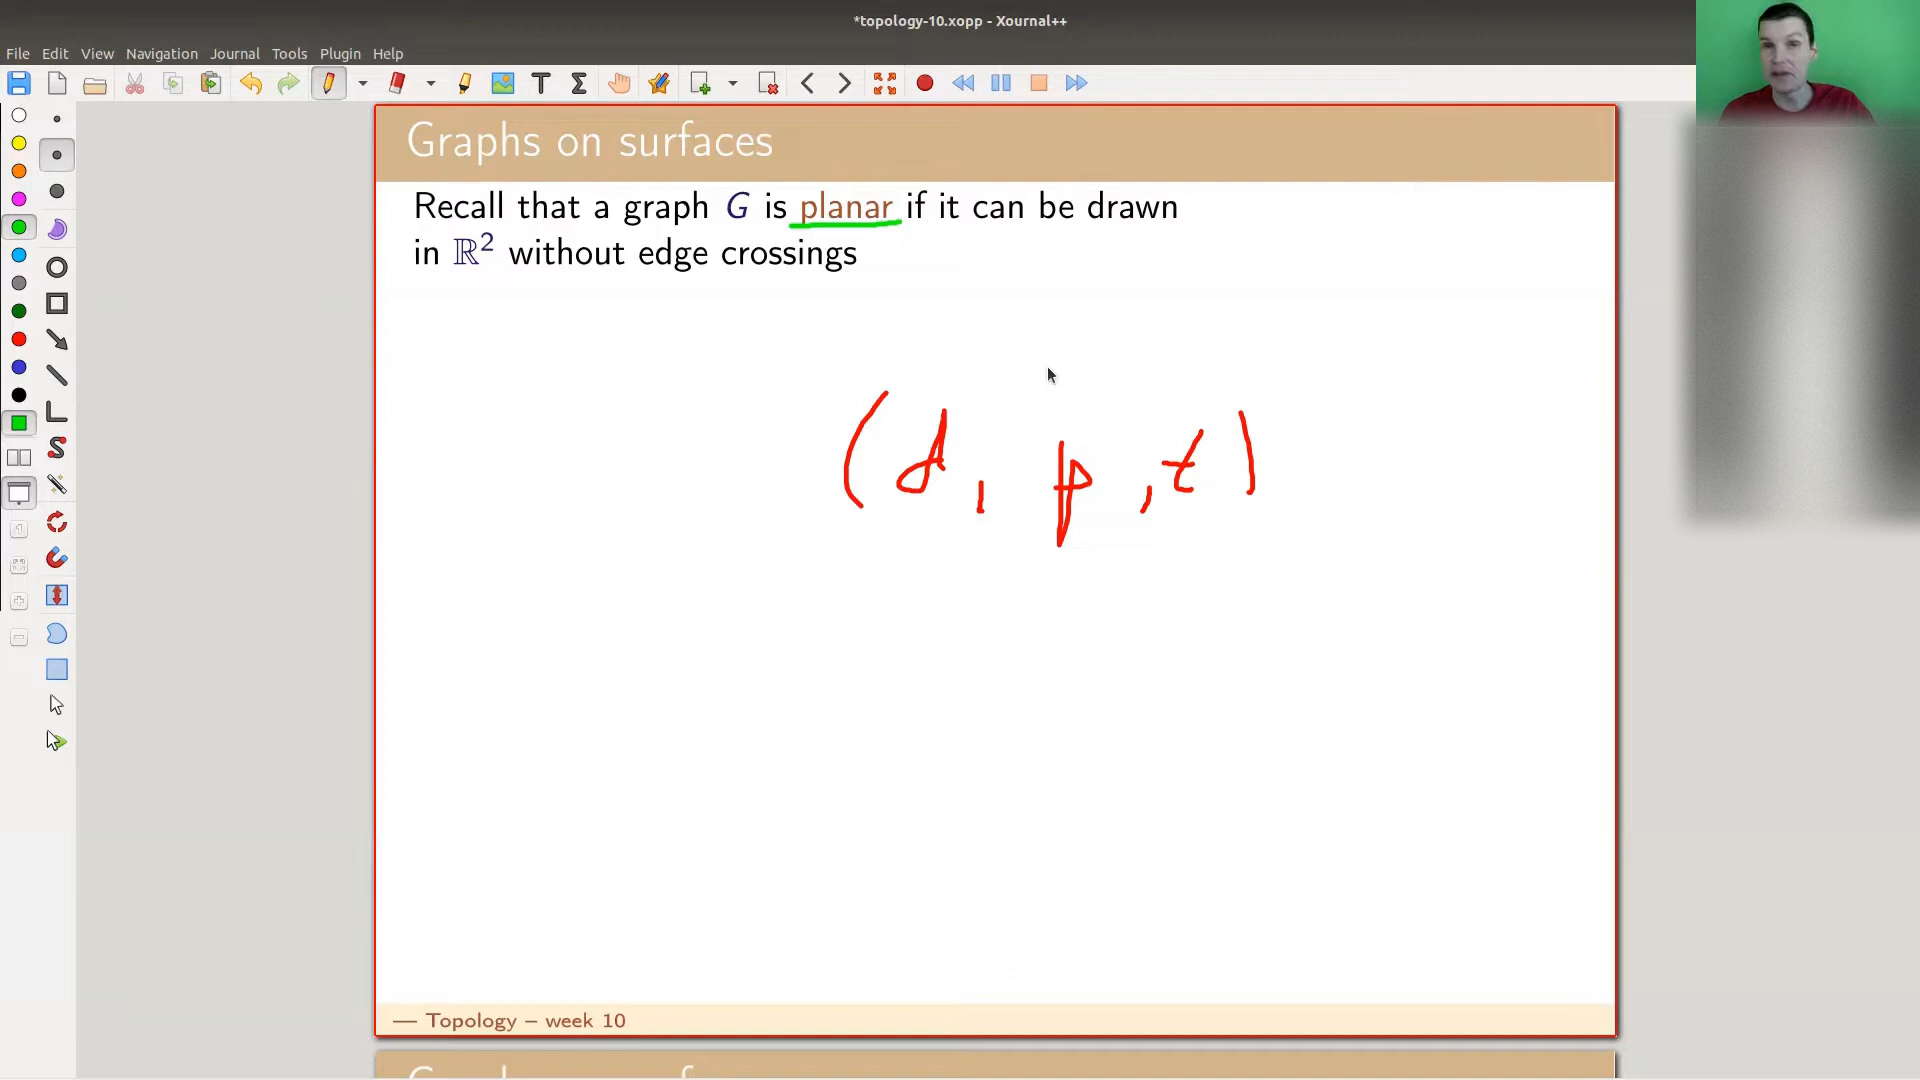 *topology-10.xopp - Xournal++
File Edit View Navigation Journal Tools Plugin Help
Graphs on surfaces
Recall that a graph G is planar if it can be drawn
in ℝ² without edge crossings
(d, p, t)
— Topology – week 10